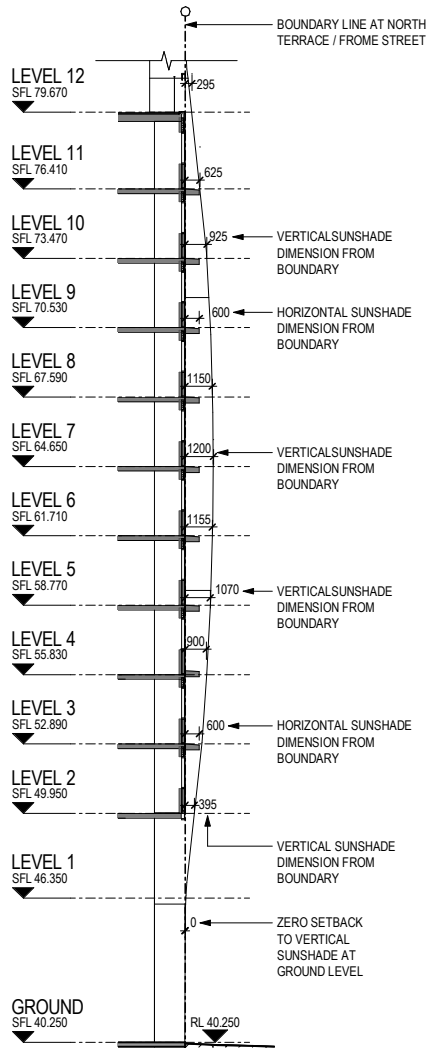 BOUNDARY LINE AT NORTH
TERRACE / FROME STREET
LEVEL 12
SFL 79.670
295
LEVEL 11
SFL 76.410
625
LEVEL 10
SFL 73.470
925
VERTICALSUNSHADE
DIMENSION FROM
BOUNDARY
LEVEL 9
SFL 70.530
600
HORIZONTAL SUNSHADE
DIMENSION FROM
BOUNDARY
LEVEL 8
SFL 67.590
1150
LEVEL 7
SFL 64.650
1200
VERTICALSUNSHADE
DIMENSION FROM
BOUNDARY
LEVEL 6
SFL 61.710
1155
LEVEL 5
SFL 58.770
1070
VERTICALSUNSHADE
DIMENSION FROM
BOUNDARY
LEVEL 4
SFL 55.830
900
LEVEL 3
SFL 52.890
600
HORIZONTAL SUNSHADE
DIMENSION FROM
BOUNDARY
LEVEL 2
SFL 49.950
395
VERTICAL SUNSHADE
DIMENSION FROM
BOUNDARY
LEVEL 1
SFL 46.350
0
ZERO SETBACK
TO VERTICAL
SUNSHADE AT
GROUND LEVEL
GROUND
SFL 40.250
RL 40.250